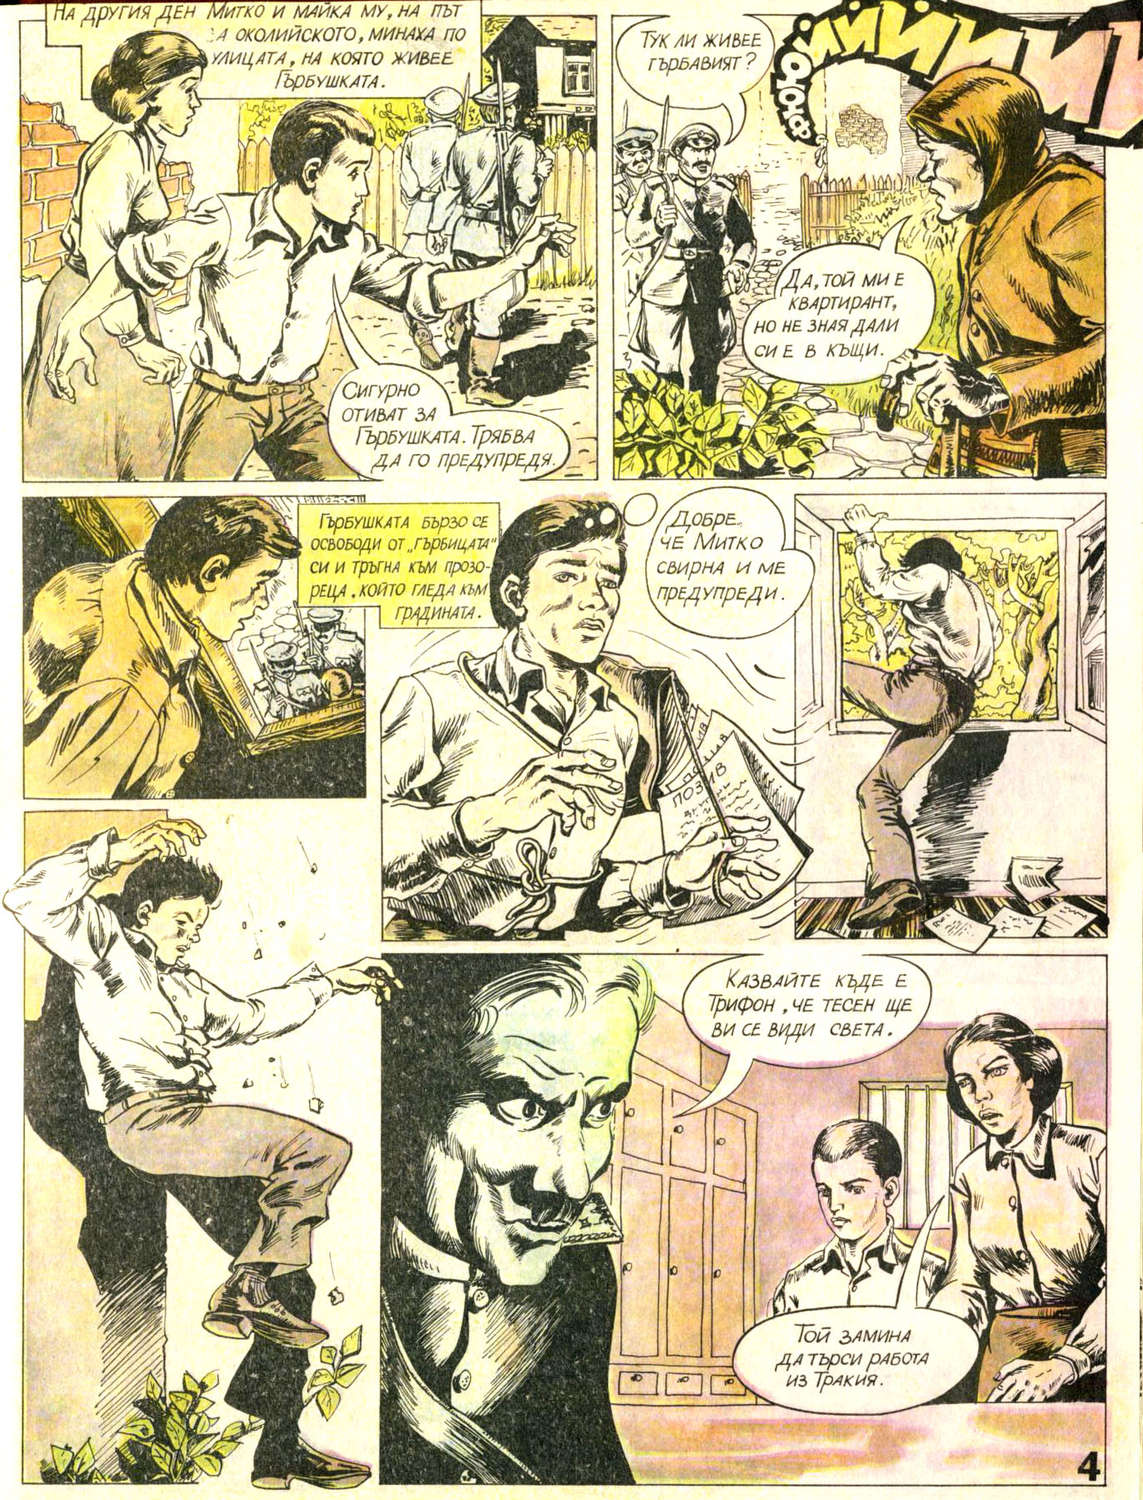 На другия ден Митко и майка му, на път
за околийското, минаха по
улицата, на която живее
Гърбушката.
Сигурно
отиват за
Гърбушката. Трябва
да го предупредя.
Тук ли живее
гърбавият?
Фюююийййиии
Да, той ми е
квартирант,
но не зная дали
си е в къщи.
Гърбушката бързо се
освободи от „гърбицата"
си и тръгна към прозо-
реца, който гледа към
градината.
Добре,
че Митко
свирна и ме
предупреди.
Позив
Казвайте къде е
Трифон, че тесен ще
ви се види света.
Той замина
да търси работа
из Тракия.
4